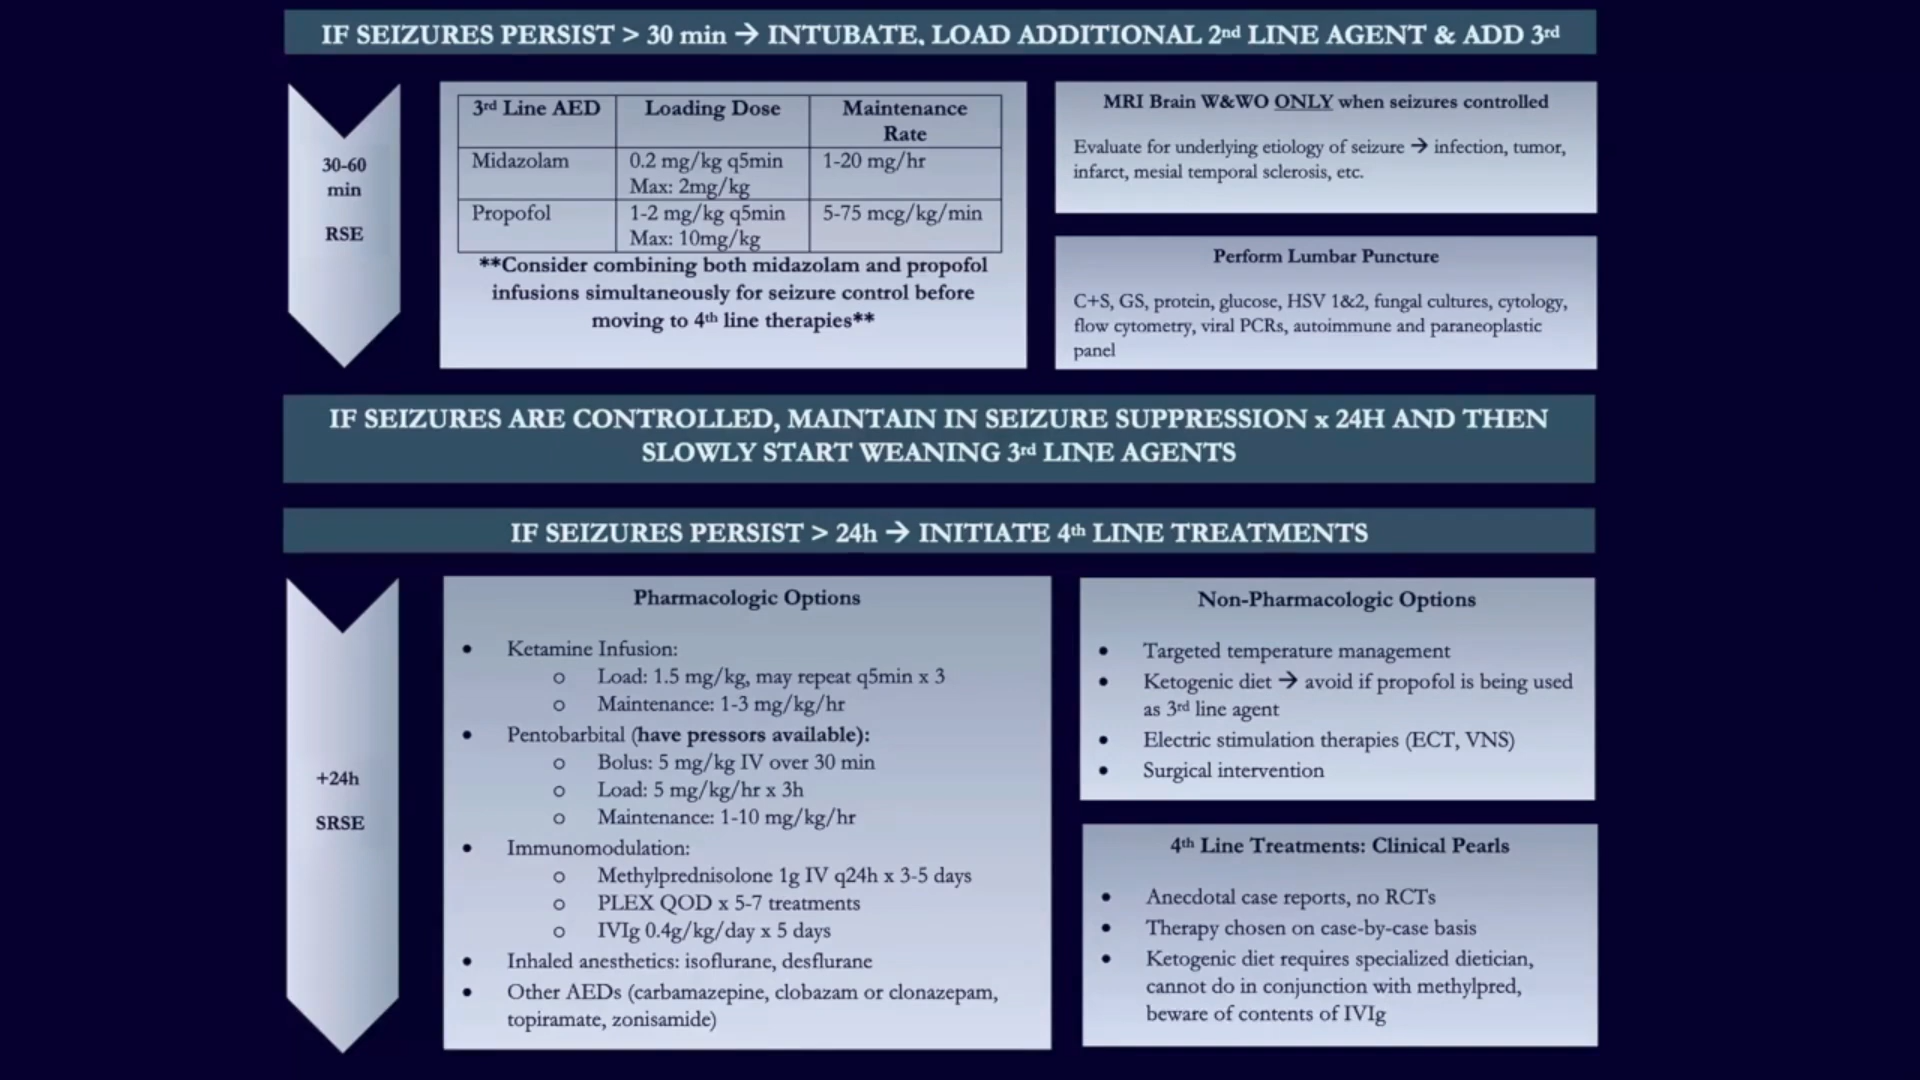 IF SEIZURES PERSIST > 30 min → INTUBATE, LOAD ADDITIONAL 2nd LINE AGENT & ADD 3rd
30-60
min
RSE
3rd Line AED Loading Dose Maintenance
Rate
Midazolam 0.2 mg/kg q5min 1-20 mg/hr
Max: 2mg/kg
Propofol 1-2 mg/kg q5min 5-75 mcg/kg/min
Max: 10mg/kg
**Consider combining both midazolam and propofol
infusions simultaneously for seizure control before
moving to 4th line therapies**
MRI Brain W&WO ONLY when seizures controlled
Evaluate for underlying etiology of seizure → infection, tumor,
infarct, mesial temporal sclerosis, etc.
Perform Lumbar Puncture
C+S, GS, protein, glucose, HSV 1&2, fungal cultures, cytology,
flow cytometry, viral PCRs, autoimmune and paraneoplastic
panel
IF SEIZURES ARE CONTROLLED, MAINTAIN IN SEIZURE SUPPRESSION x 24H AND THEN
SLOWLY START WEANING 3rd LINE AGENTS
IF SEIZURES PERSIST > 24h → INITIATE 4th LINE TREATMENTS
+24h
SRSE
Pharmacologic Options
• Ketamine Infusion:
o Load: 1.5 mg/kg, may repeat q5min x 3
o Maintenance: 1-3 mg/kg/hr
• Pentobarbital (have pressors available):
o Bolus: 5 mg/kg IV over 30 min
o Load: 5 mg/kg/hr x 3h
o Maintenance: 1-10 mg/kg/hr
• Immunomodulation:
o Methylprednisolone 1g IV q24h x 3-5 days
o PLEX QOD x 5-7 treatments
o IVIg 0.4g/kg/day x 5 days
• Inhaled anesthetics: isoflurane, desflurane
• Other AEDs (carbamazepine, clobazam or clonazepam,
topiramate, zonisamide)
Non-Pharmacologic Options
• Targeted temperature management
• Ketogenic diet → avoid if propofol is being used
as 3rd line agent
• Electric stimulation therapies (ECT, VNS)
• Surgical intervention
4th Line Treatments: Clinical Pearls
• Anecdotal case reports, no RCTs
• Therapy chosen on case-by-case basis
• Ketogenic diet requires specialized dietician,
cannot do in conjunction with methylpred,
beware of contents of IVIg